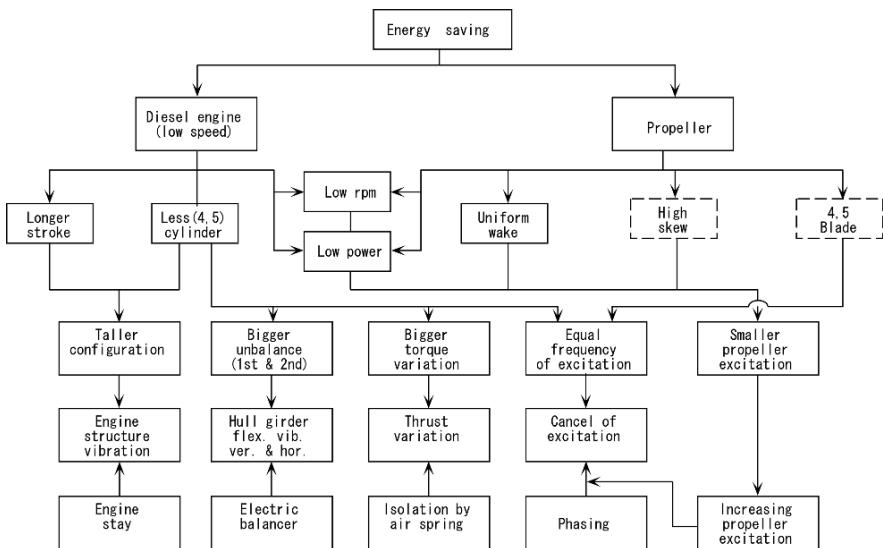 Energy saving
Diesel engine
(low speed)
Propeller
Low rpm
Longer
stroke
Less(4,5)
cylinder
Low power
Uniform
wake
High
skew
4,5
Blade
Taller
configuration
Bigger
unbalance
(1st & 2nd)
Bigger
torque
variation
Equal
frequency
of excitation
Smaller
propeller
excitation
Engine
structure
vibration
Hull girder
flex. vib.
ver. & hor.
Thrust
variation
Cancel of
excitation
Engine
stay
Electric
balancer
Isolation by
air spring
Phasing
Increasing
propeller
excitation